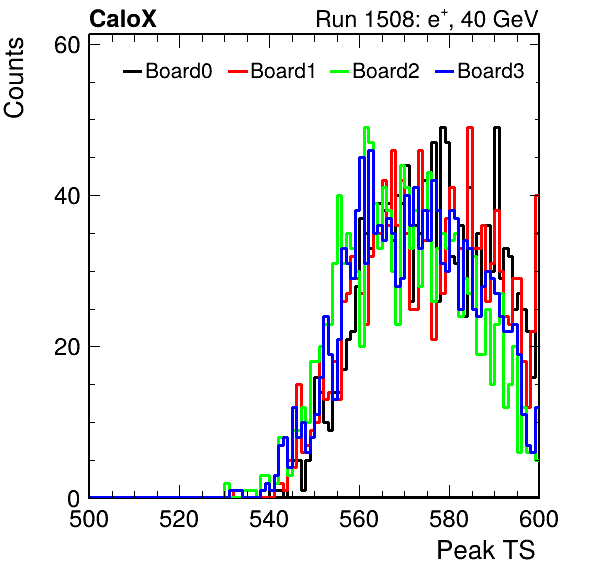 CaloX Run 1508: e⁺, 40 GeV
Counts
60
Board0 Board1 Board2 Board3
40
20
0
500 520 540 560 580 600
Peak TS